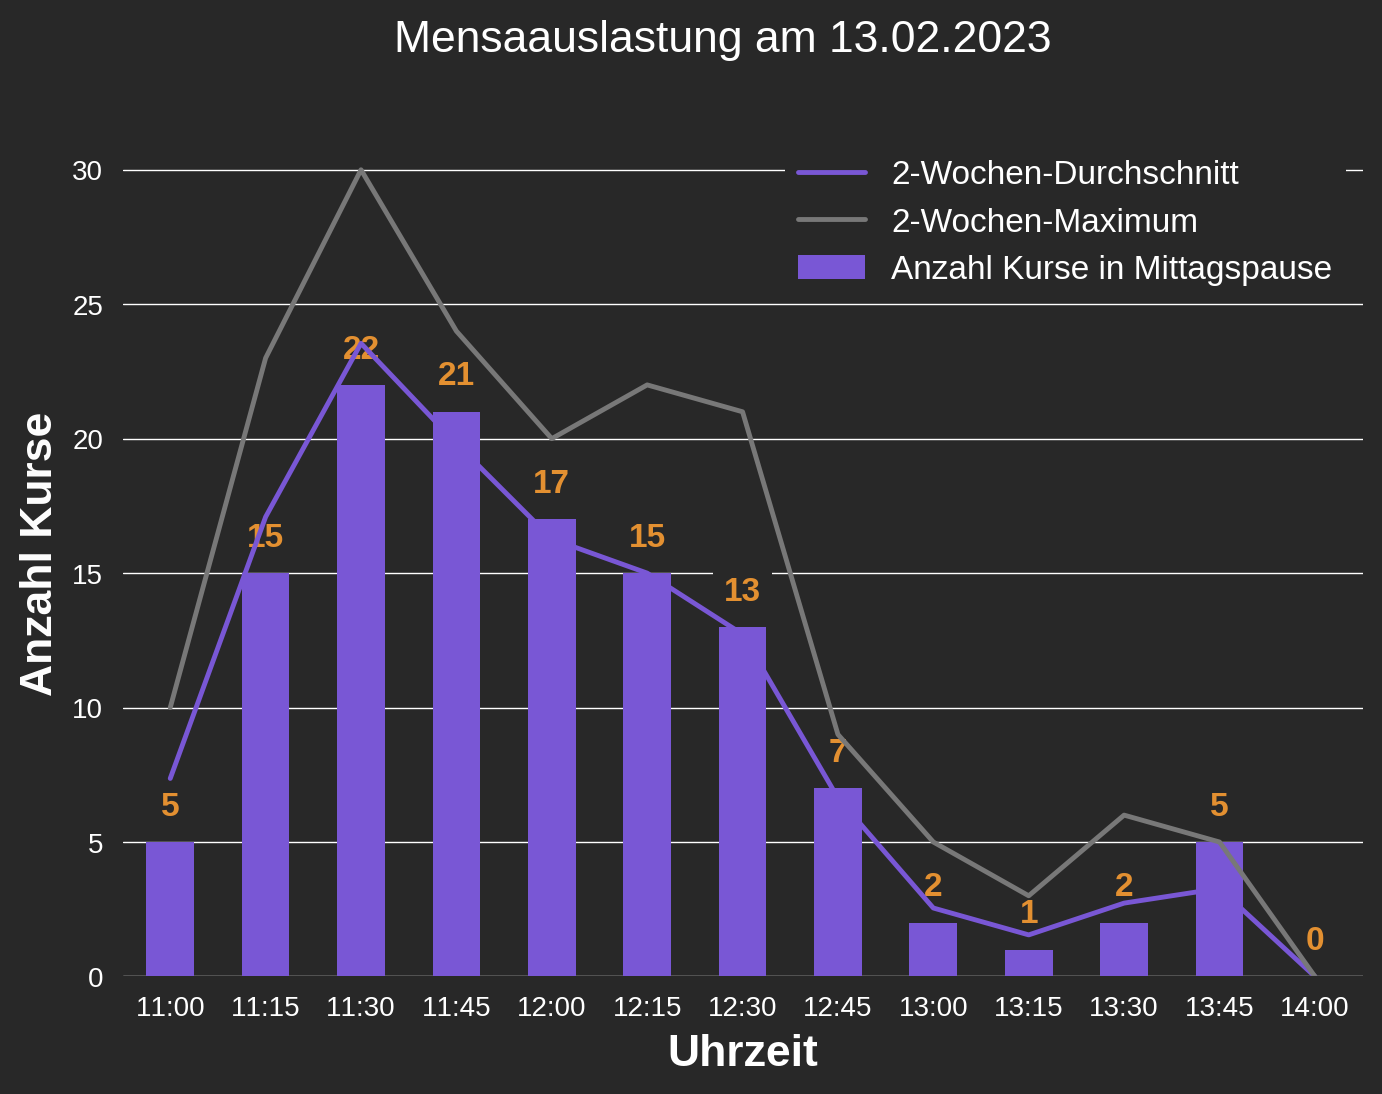 Mensaauslastung am 13.02.2023
2-Wochen-Durchschnitt
2-Wochen-Maximum
Anzahl Kurse in Mittagspause
Anzahl Kurse
30
25
20
15
10
5
0
5
15
22
21
17
15
13
7
2
1
2
5
0
11:00 11:15 11:30 11:45 12:00 12:15 12:30 12:45 13:00 13:15 13:30 13:45 14:00
Uhrzeit